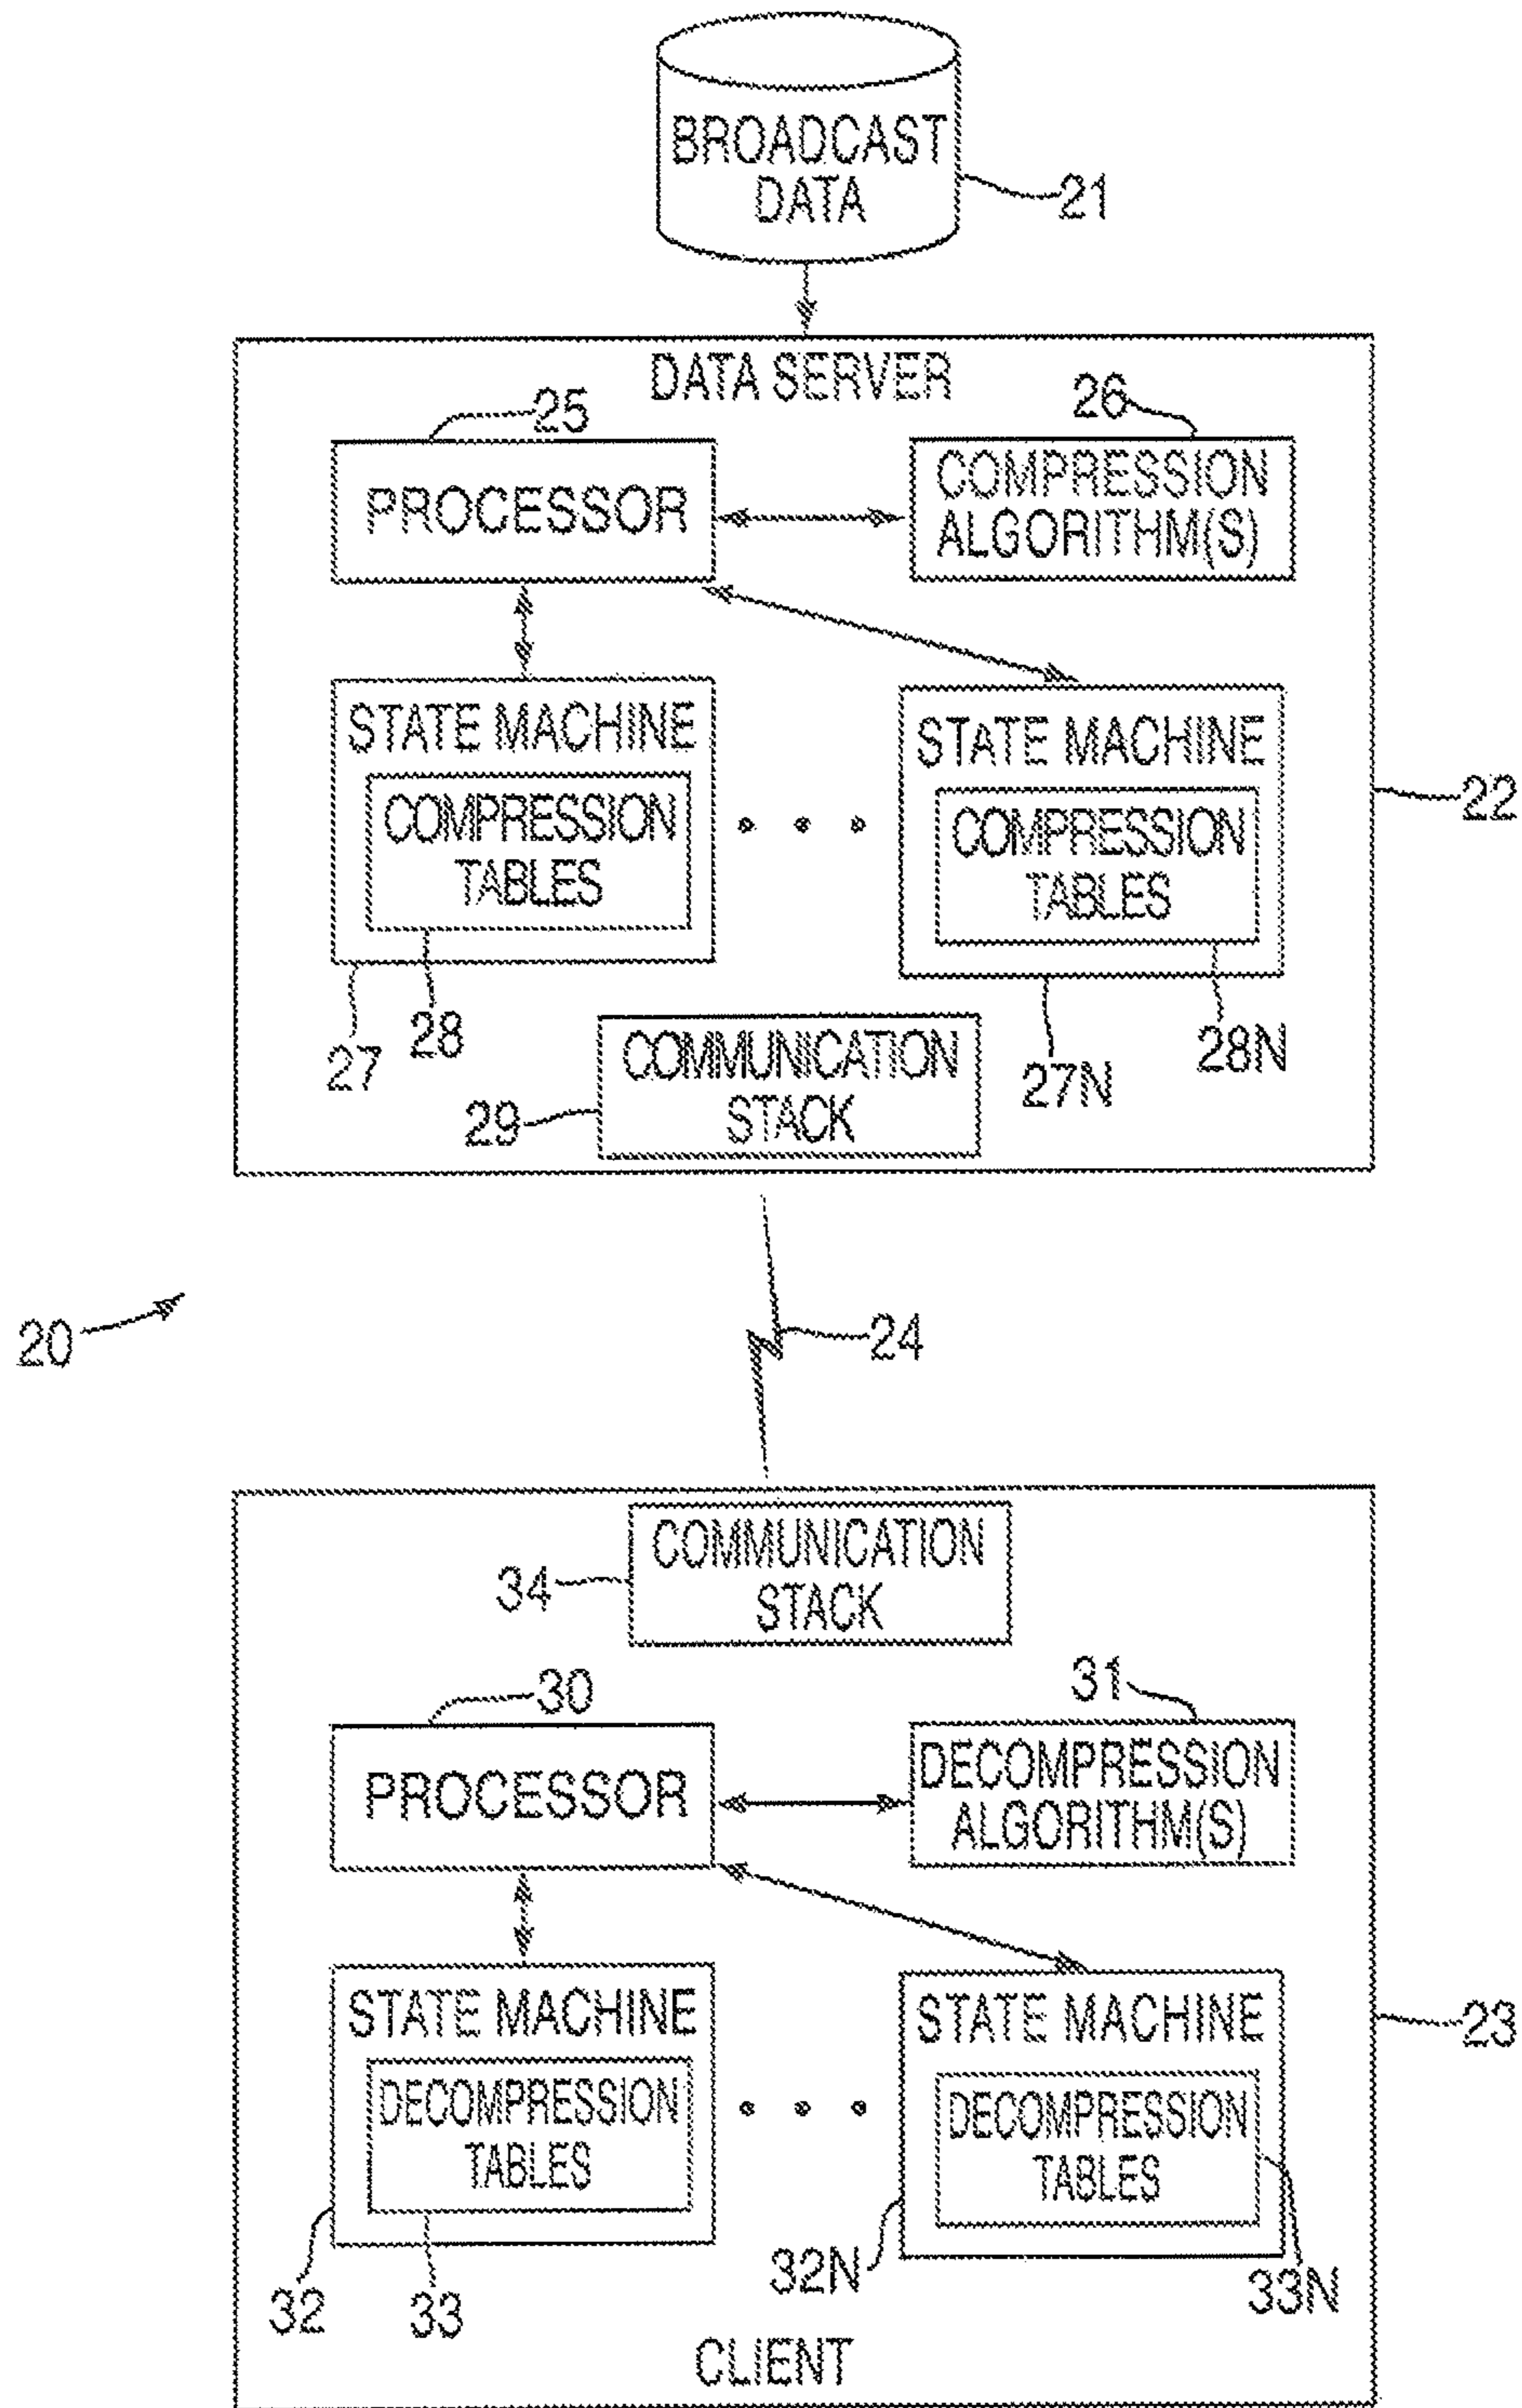 BROADCAST
DATA
21
DATA SERVER
25
26
PROCESSOR
COMPRESSION
ALGORITHM(S)
STATE MACHINE
STATE MACHINE
COMPRESSION
TABLES
COMPRESSION
TABLES
22
27
28
27N
28N
COMMUNICATION
STACK
29
20
24
COMMUNICATION
STACK
34
30
31
PROCESSOR
DECOMPRESSION
ALGORITHM(S)
STATE MACHINE
STATE MACHINE
23
DECOMPRESSION
TABLES
DECOMPRESSION
TABLES
32
33
32N
33N
CLIENT